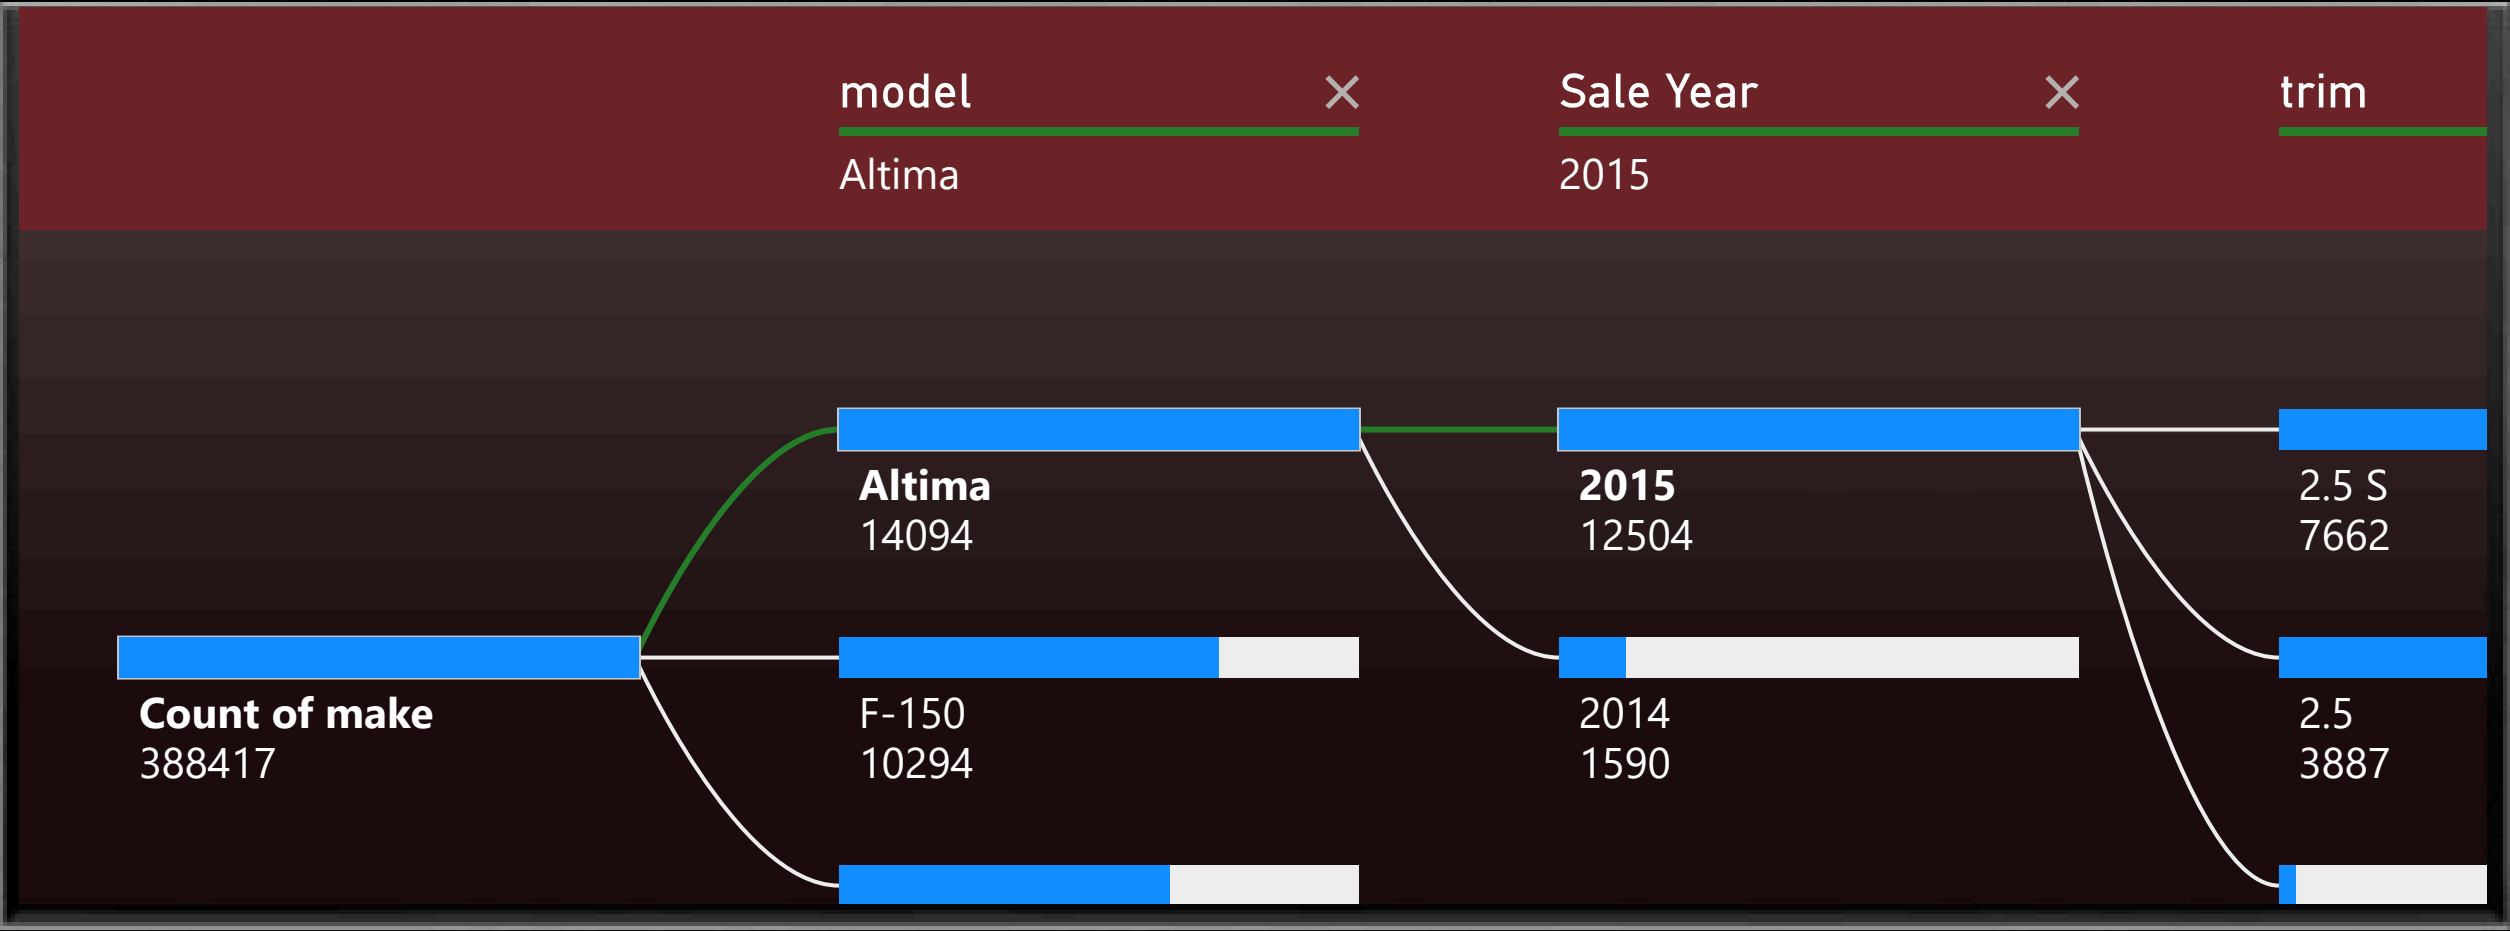 model
Sale Year
trim
Altima
2015
Altima
14094
2015
12504
2.5 S
7662
Count of make
388417
F-150
10294
2014
1590
2.5
3887